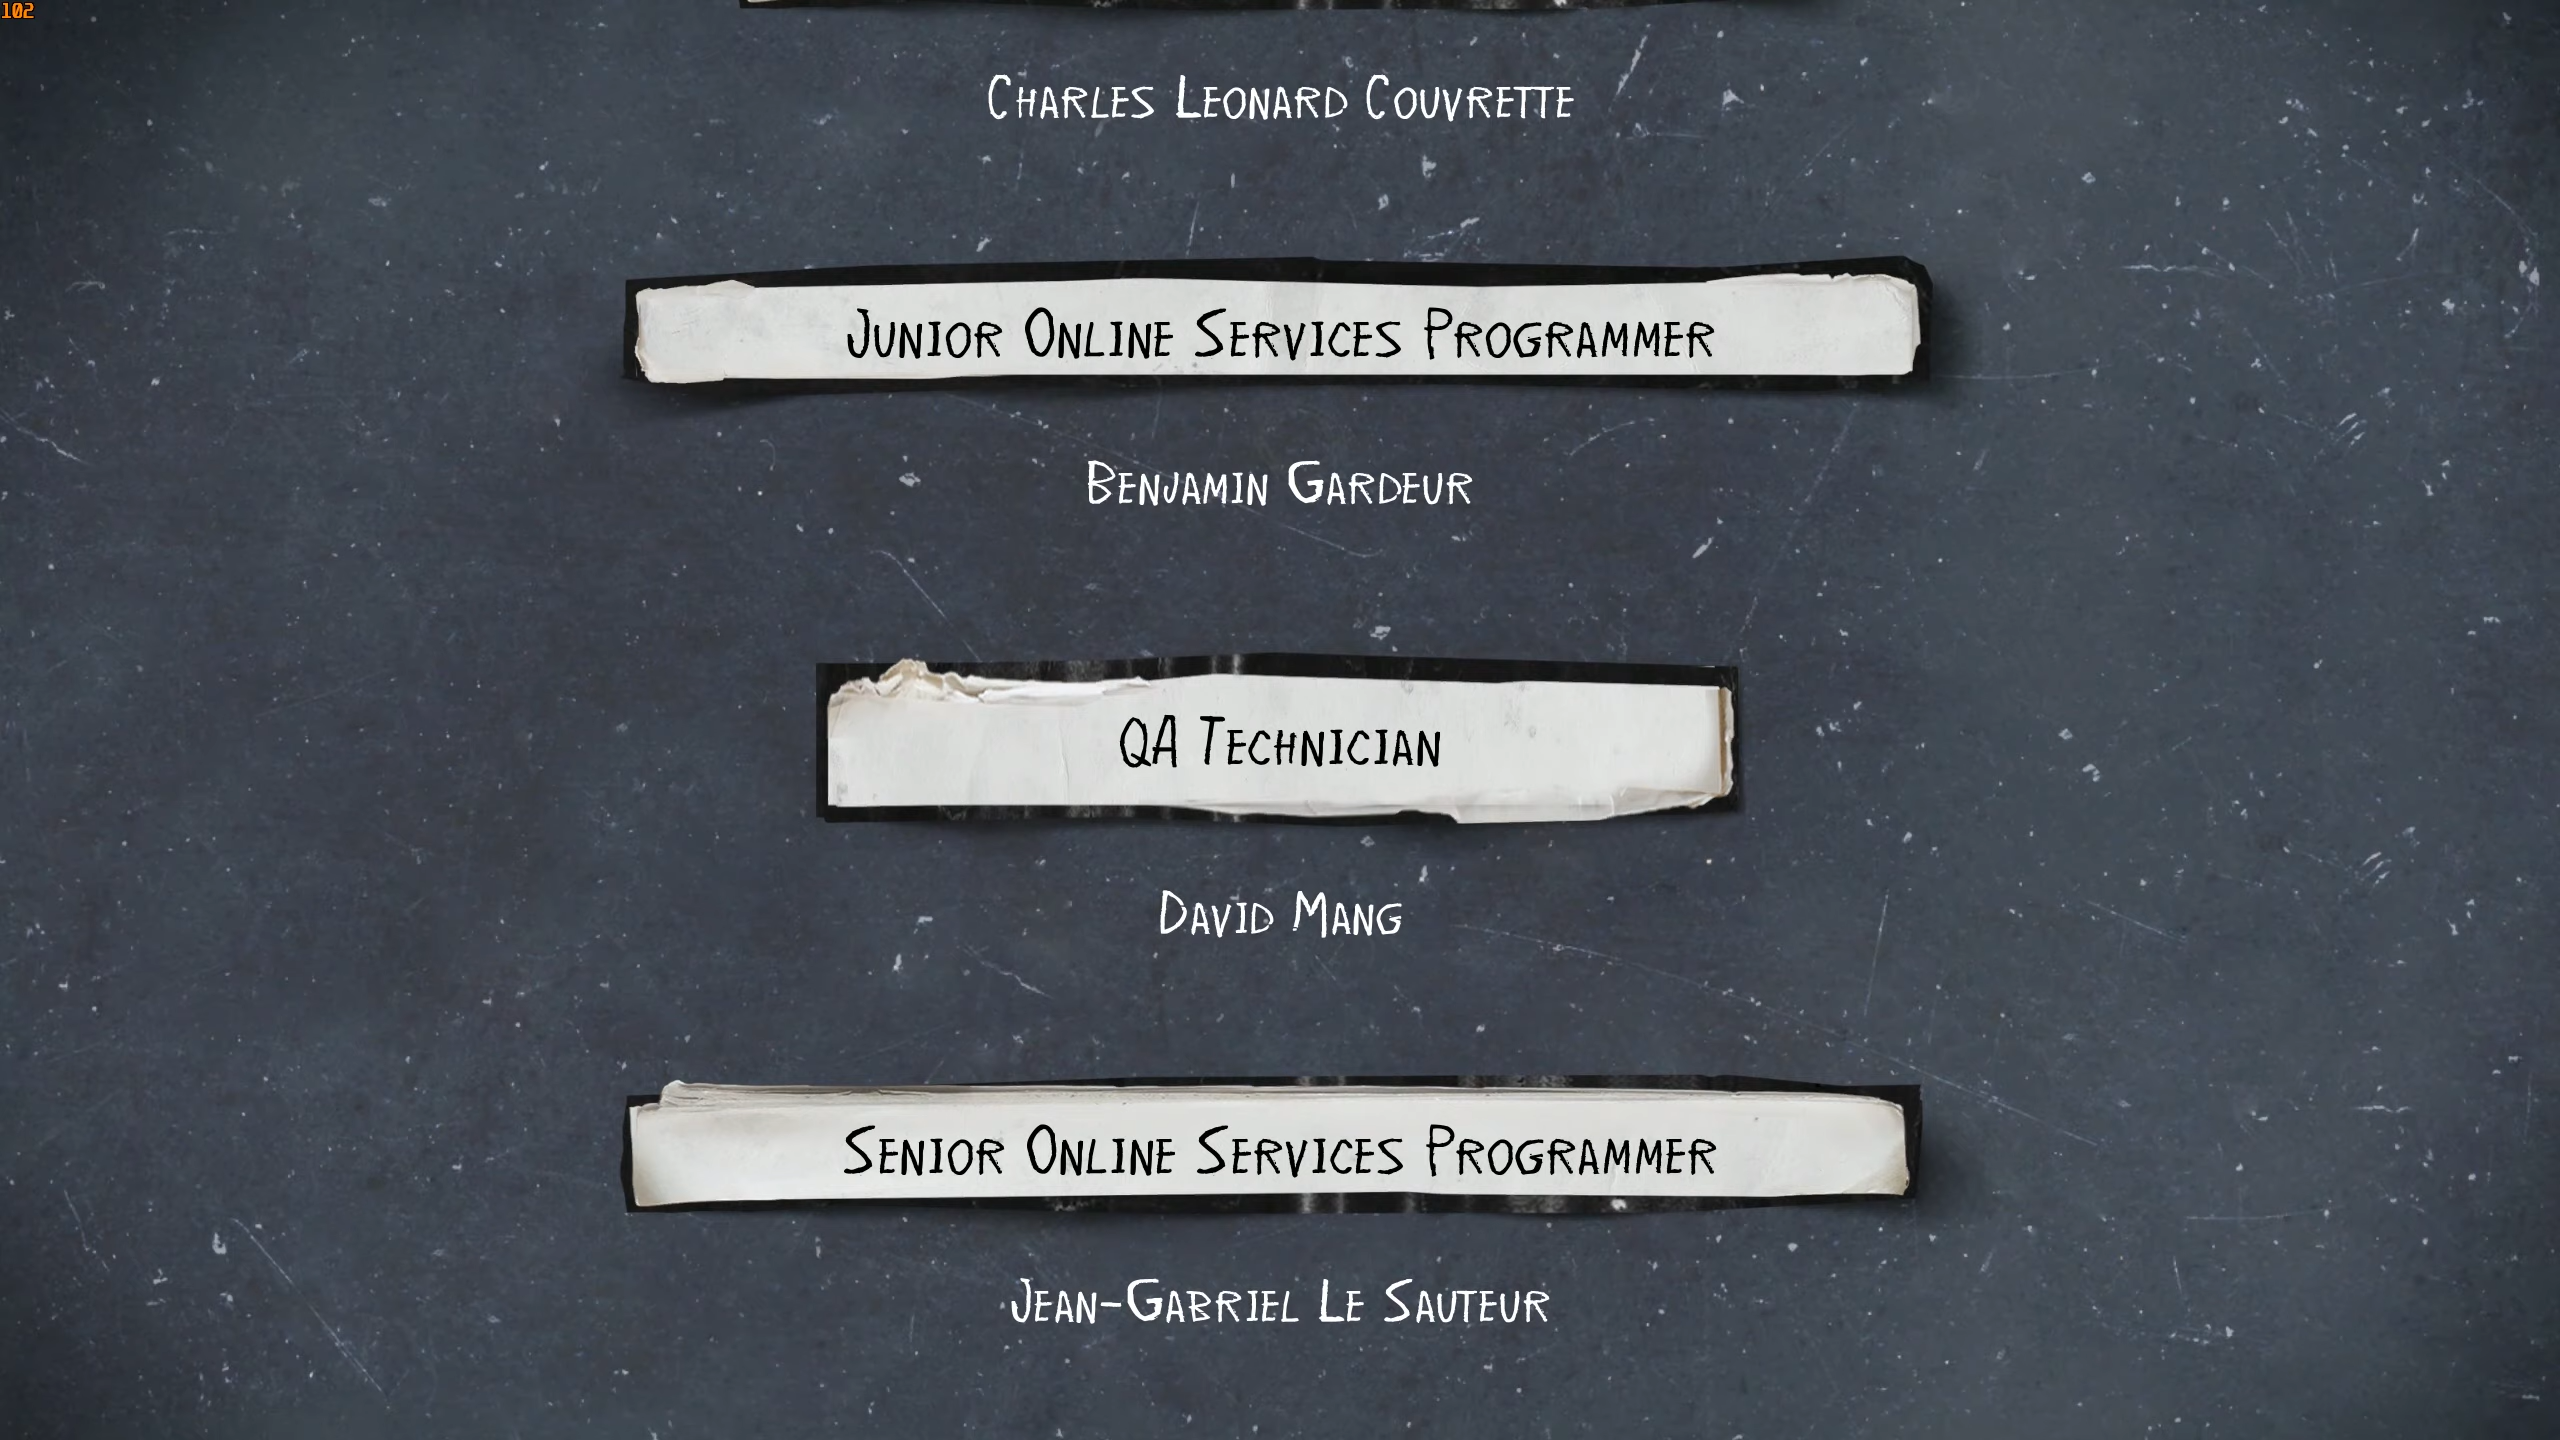 102
Charles Leonard Couvrette
Junior Online Services Programmer
Benjamin Gardeur
QA Technician
David Mang
Senior Online Services Programmer
Jean-Gabriel Le Sauteur